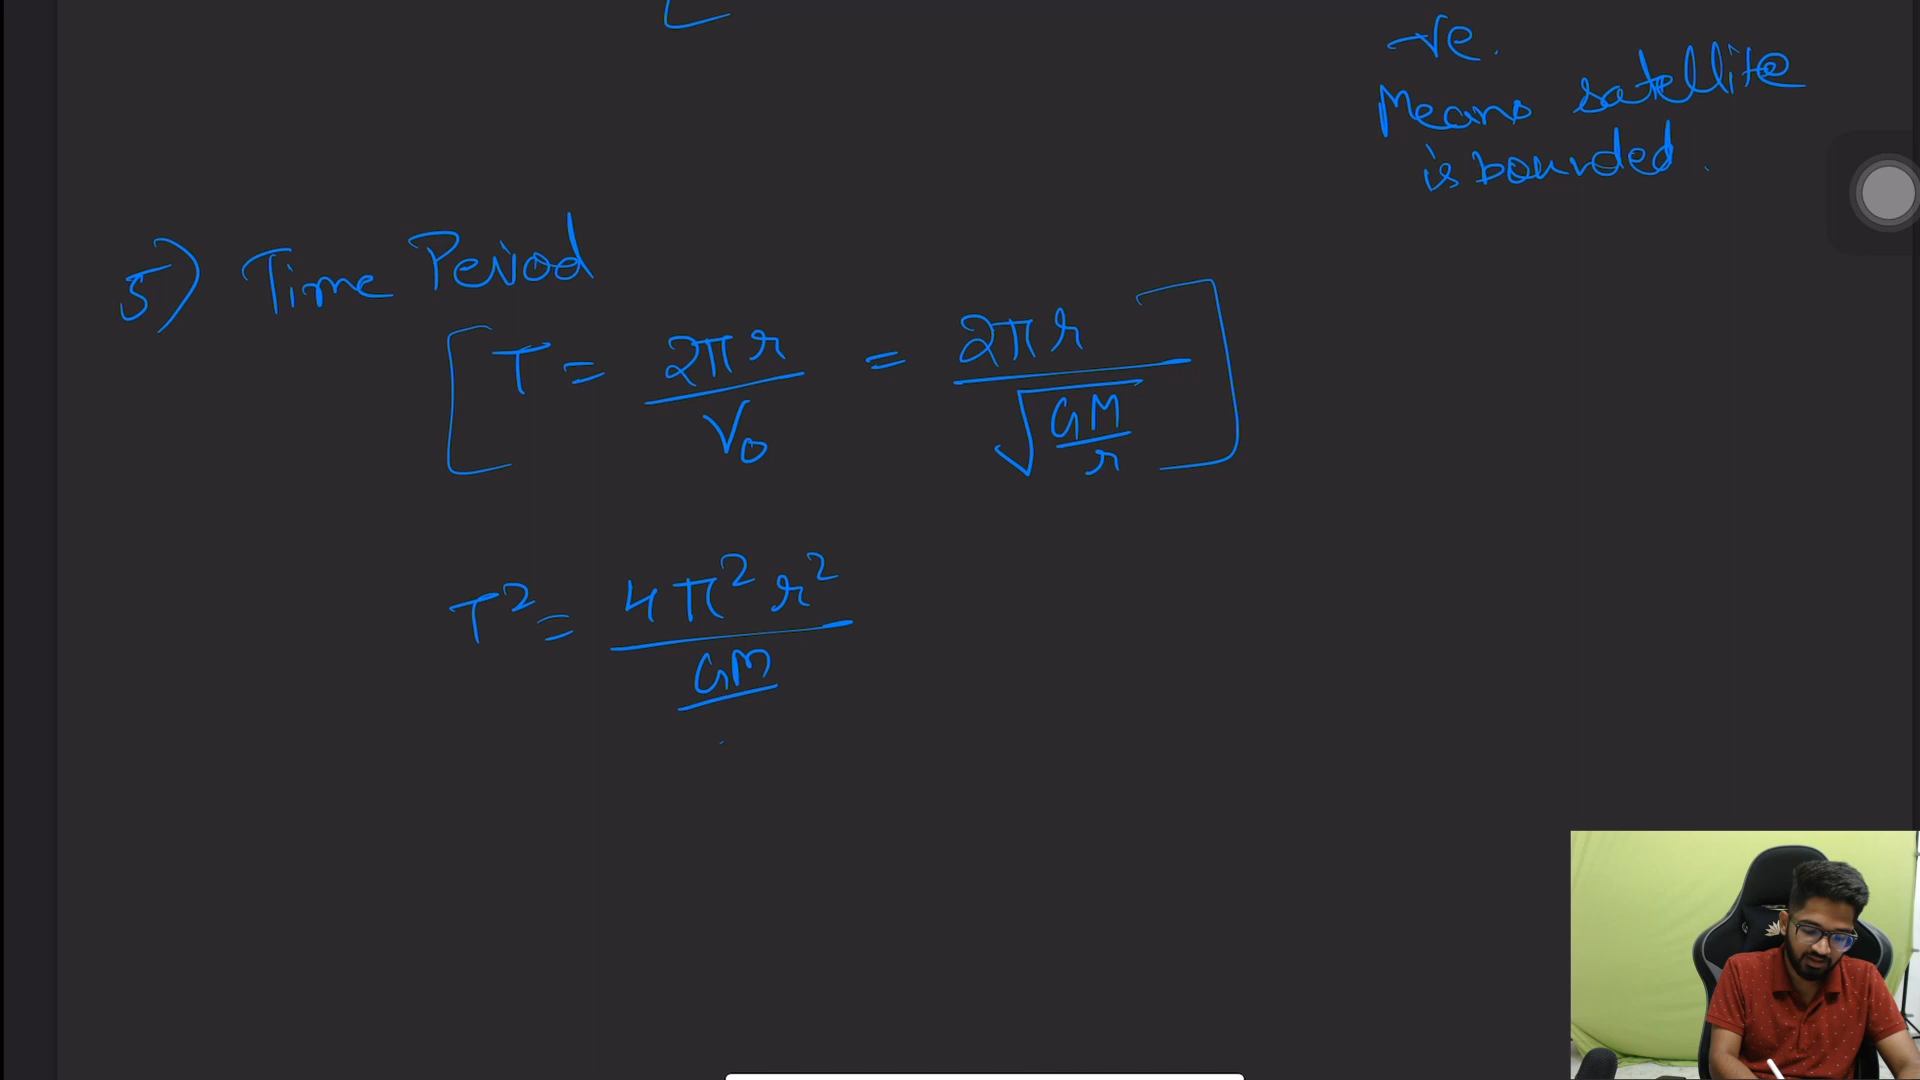 -ve.
Means satellite
is bounded.
5) Time Period
[T = 2πr / V₀ = 2πr / √(GM/r)]
T² = 4π²r² / GM